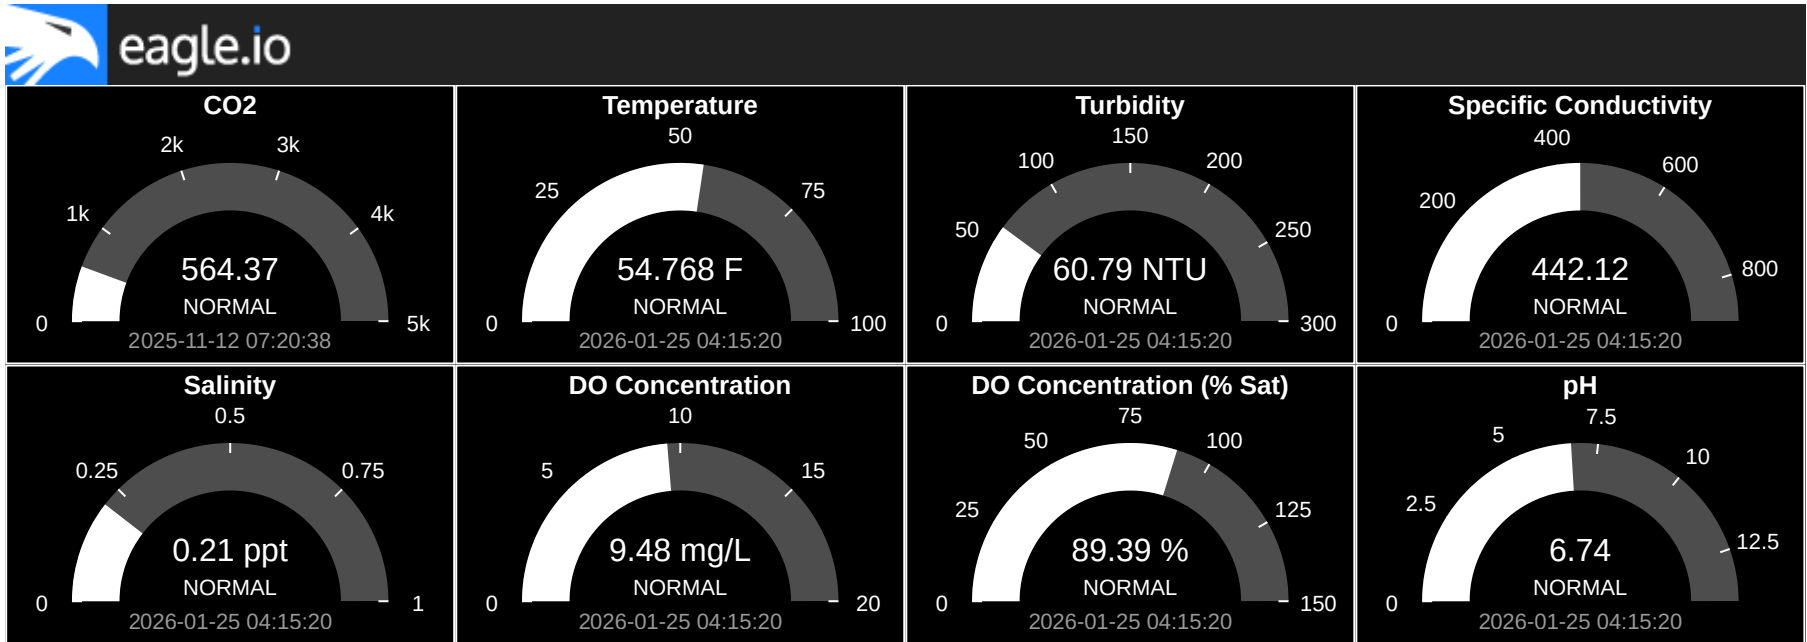 eagle.io
CO2
0
1k
2k
3k
4k
5k
564.37
NORMAL
2025-11-12 07:20:38
Temperature
0
25
50
75
100
54.768 F
NORMAL
2026-01-25 04:15:20
Turbidity
0
50
100
150
200
250
300
60.79 NTU
NORMAL
2026-01-25 04:15:20
Specific Conductivity
0
200
400
600
800
442.12
NORMAL
2026-01-25 04:15:20
Salinity
0
0.25
0.5
0.75
1
0.21 ppt
NORMAL
2026-01-25 04:15:20
DO Concentration
0
5
10
15
20
9.48 mg/L
NORMAL
2026-01-25 04:15:20
DO Concentration (% Sat)
0
25
50
75
100
125
150
89.39 %
NORMAL
2026-01-25 04:15:20
pH
0
2.5
5
7.5
10
12.5
6.74
NORMAL
2026-01-25 04:15:20